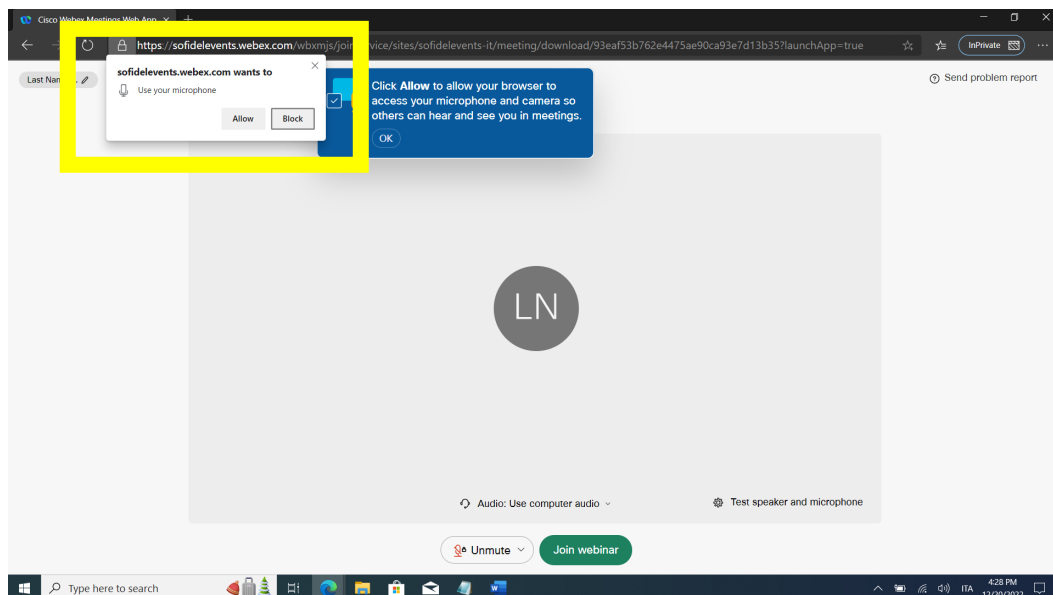 Cisco Webex Meetings Web App
https://sofidelevents.webex.com/wbxmjs/joinservice/sites/sofidelevents-it/meeting/download/93eaf53b762e4475ae90ca93e7d13b35?launchApp=true
InPrivate
Last Nam
sofidelevents.webex.com wants to
Use your microphone
Allow
Block
Click Allow to allow your browser to
access your microphone and camera so
others can hear and see you in meetings.
OK
Send problem report
LN
Audio: Use computer audio
Test speaker and microphone
Unmute
Join webinar
Type here to search
ITA
4:28 PM